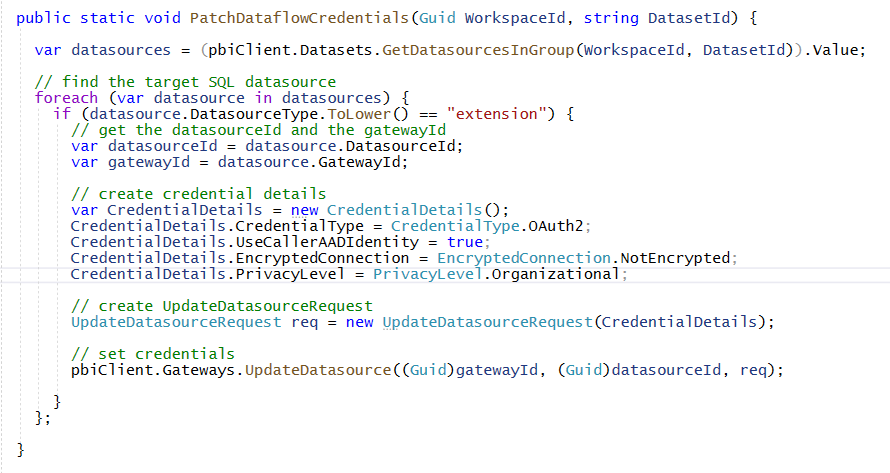 public static void PatchDataflowCredentials(Guid WorkspaceId, string DatasetId) {
var datasources = (pbiClient.Datasets.GetDatasourcesInGroup(WorkspaceId, DatasetId)).Value;
// find the target SQL datasource
foreach (var datasource in datasources) {
if (datasource.DatasourceType.ToLower() == "extension") {
// get the datasourceId and the gatewayId
var datasourceId = datasource.DatasourceId;
var gatewayId = datasource.GatewayId;
// create credential details
var CredentialDetails = new CredentialDetails();
CredentialDetails.CredentialType = CredentialType.OAuth2;
CredentialDetails.UseCallerAADIdentity = true;
CredentialDetails.EncryptedConnection = EncryptedConnection.NotEncrypted;
CredentialDetails.PrivacyLevel = PrivacyLevel.Organizational;
// create UpdateDatasourceRequest
UpdateDatasourceRequest req = new UpdateDatasourceRequest(CredentialDetails);
// set credentials
pbiClient.Gateways.UpdateDatasource((Guid)gatewayId, (Guid)datasourceId, req);
}
};
}